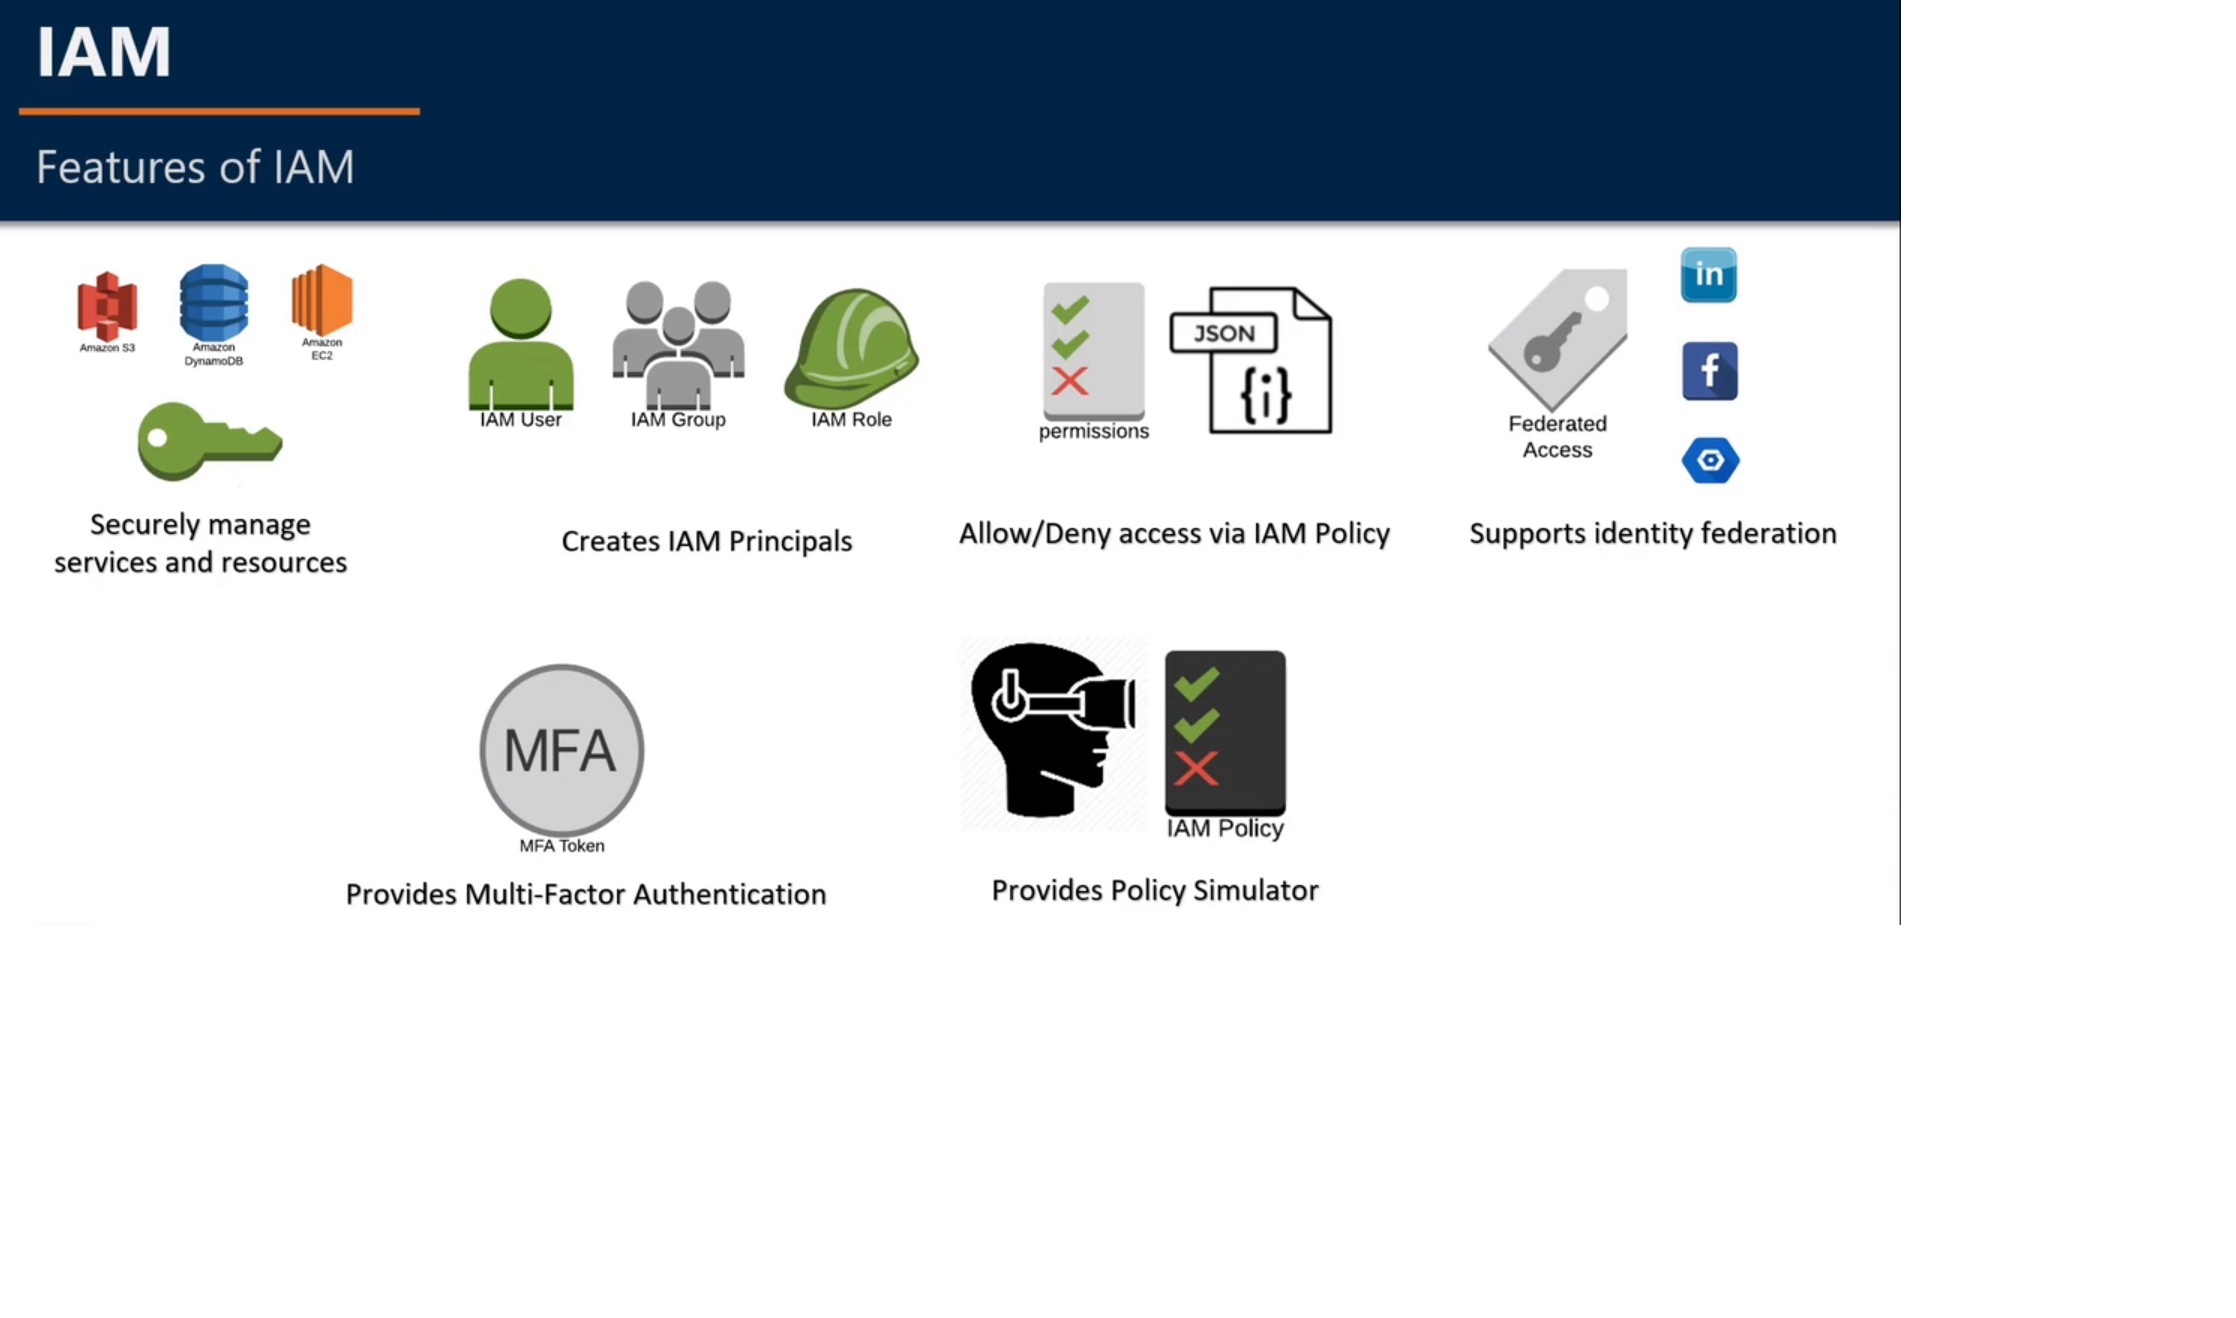 IAM
Features of IAM
Amazon S3
Amazon
DynamoDB
Amazon
EC2
Securely manage
services and resources
IAM User
IAM Group
IAM Role
Creates IAM Principals
permissions
JSON
{i}
Allow/Deny access via IAM Policy
Federated
Access
in
f
Supports identity federation
MFA
MFA Token
Provides Multi-Factor Authentication
IAM Policy
Provides Policy Simulator